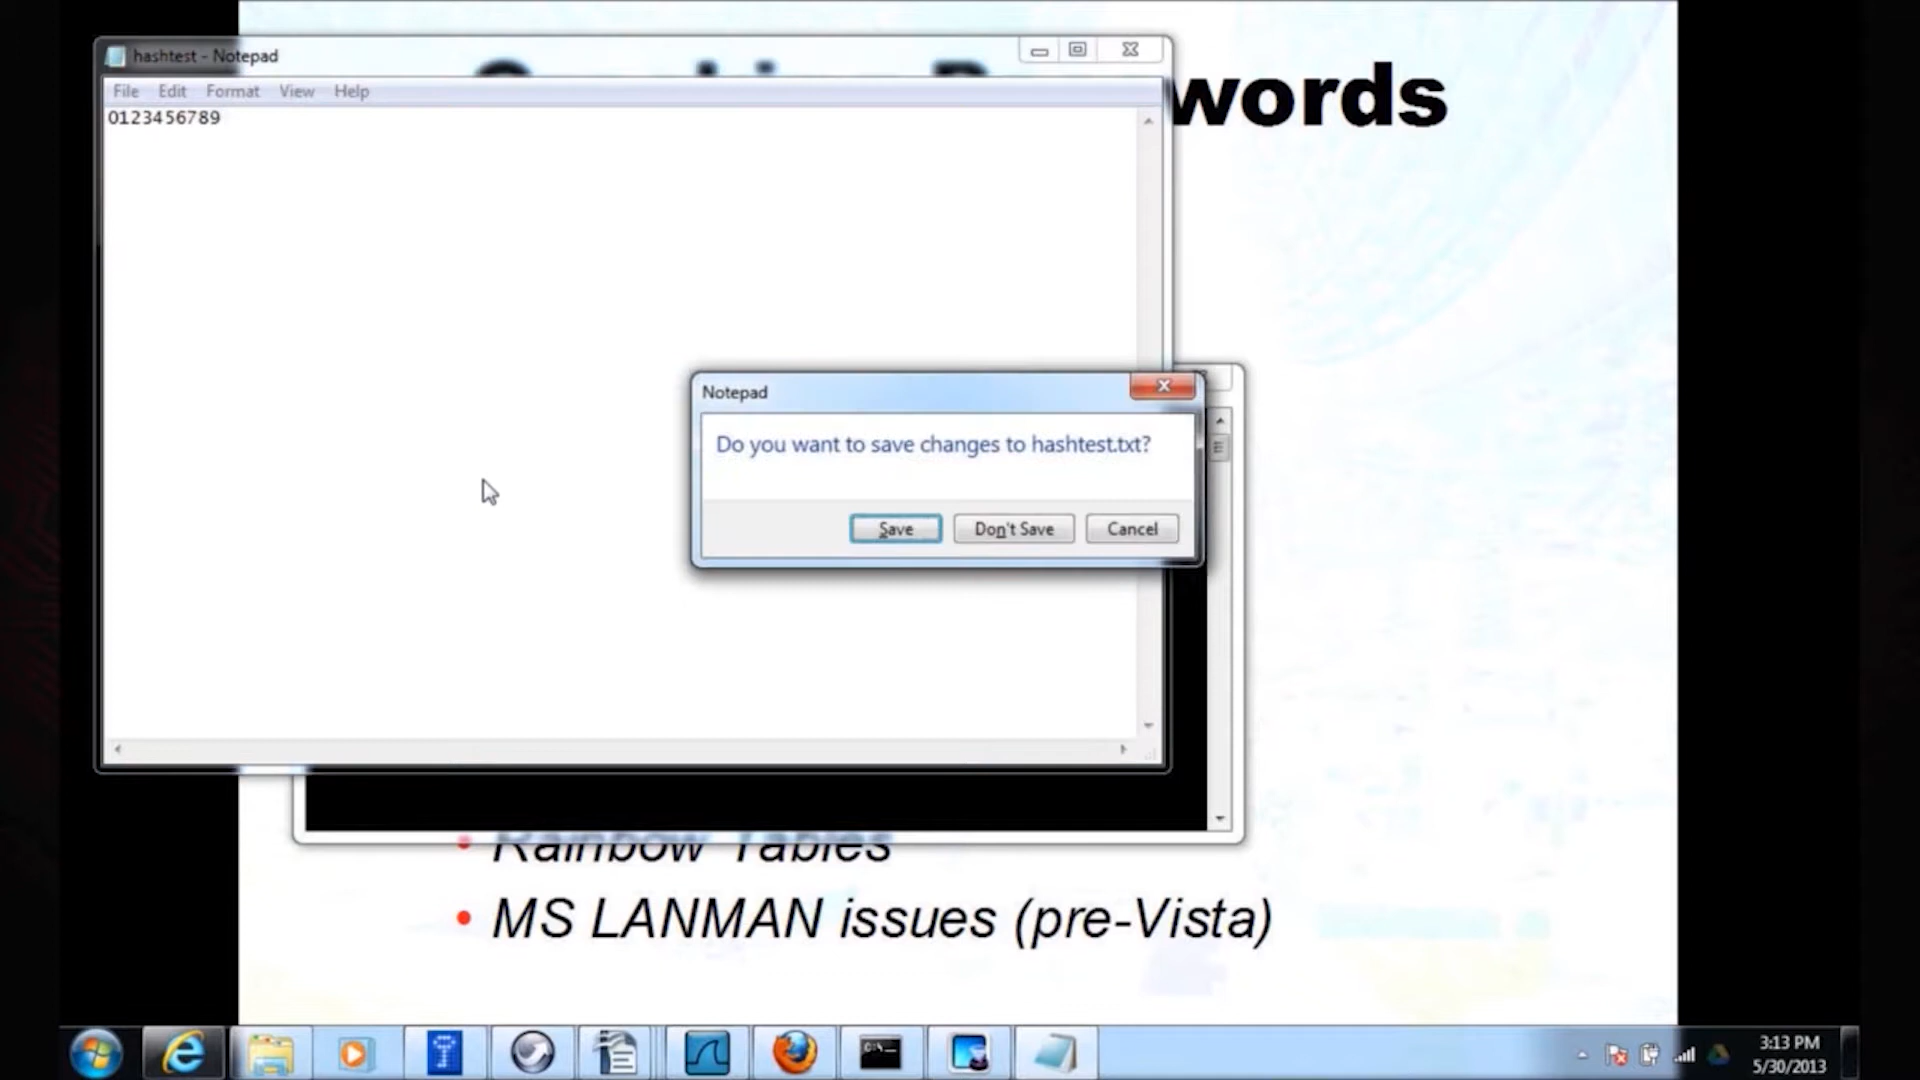 hashtest - Notepad
words
File Edit Format View Help
0123456789
Notepad
Do you want to save changes to hashtest.txt?
Save Don't Save Cancel
• Rainbow Tables
• MS LANMAN issues (pre-Vista)
C:\_
3:13 PM
5/30/2013